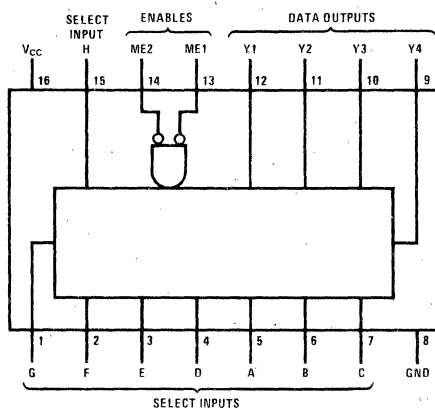 SELECT ENABLES DATA OUTPUTS
INPUT
VCC H ME2 ME1 Y1 Y2 Y3 Y4
16 15 14 13 12 11 10 9
1 2 3 4 5 6 7 8
G F E D A B C GND
SELECT INPUTS